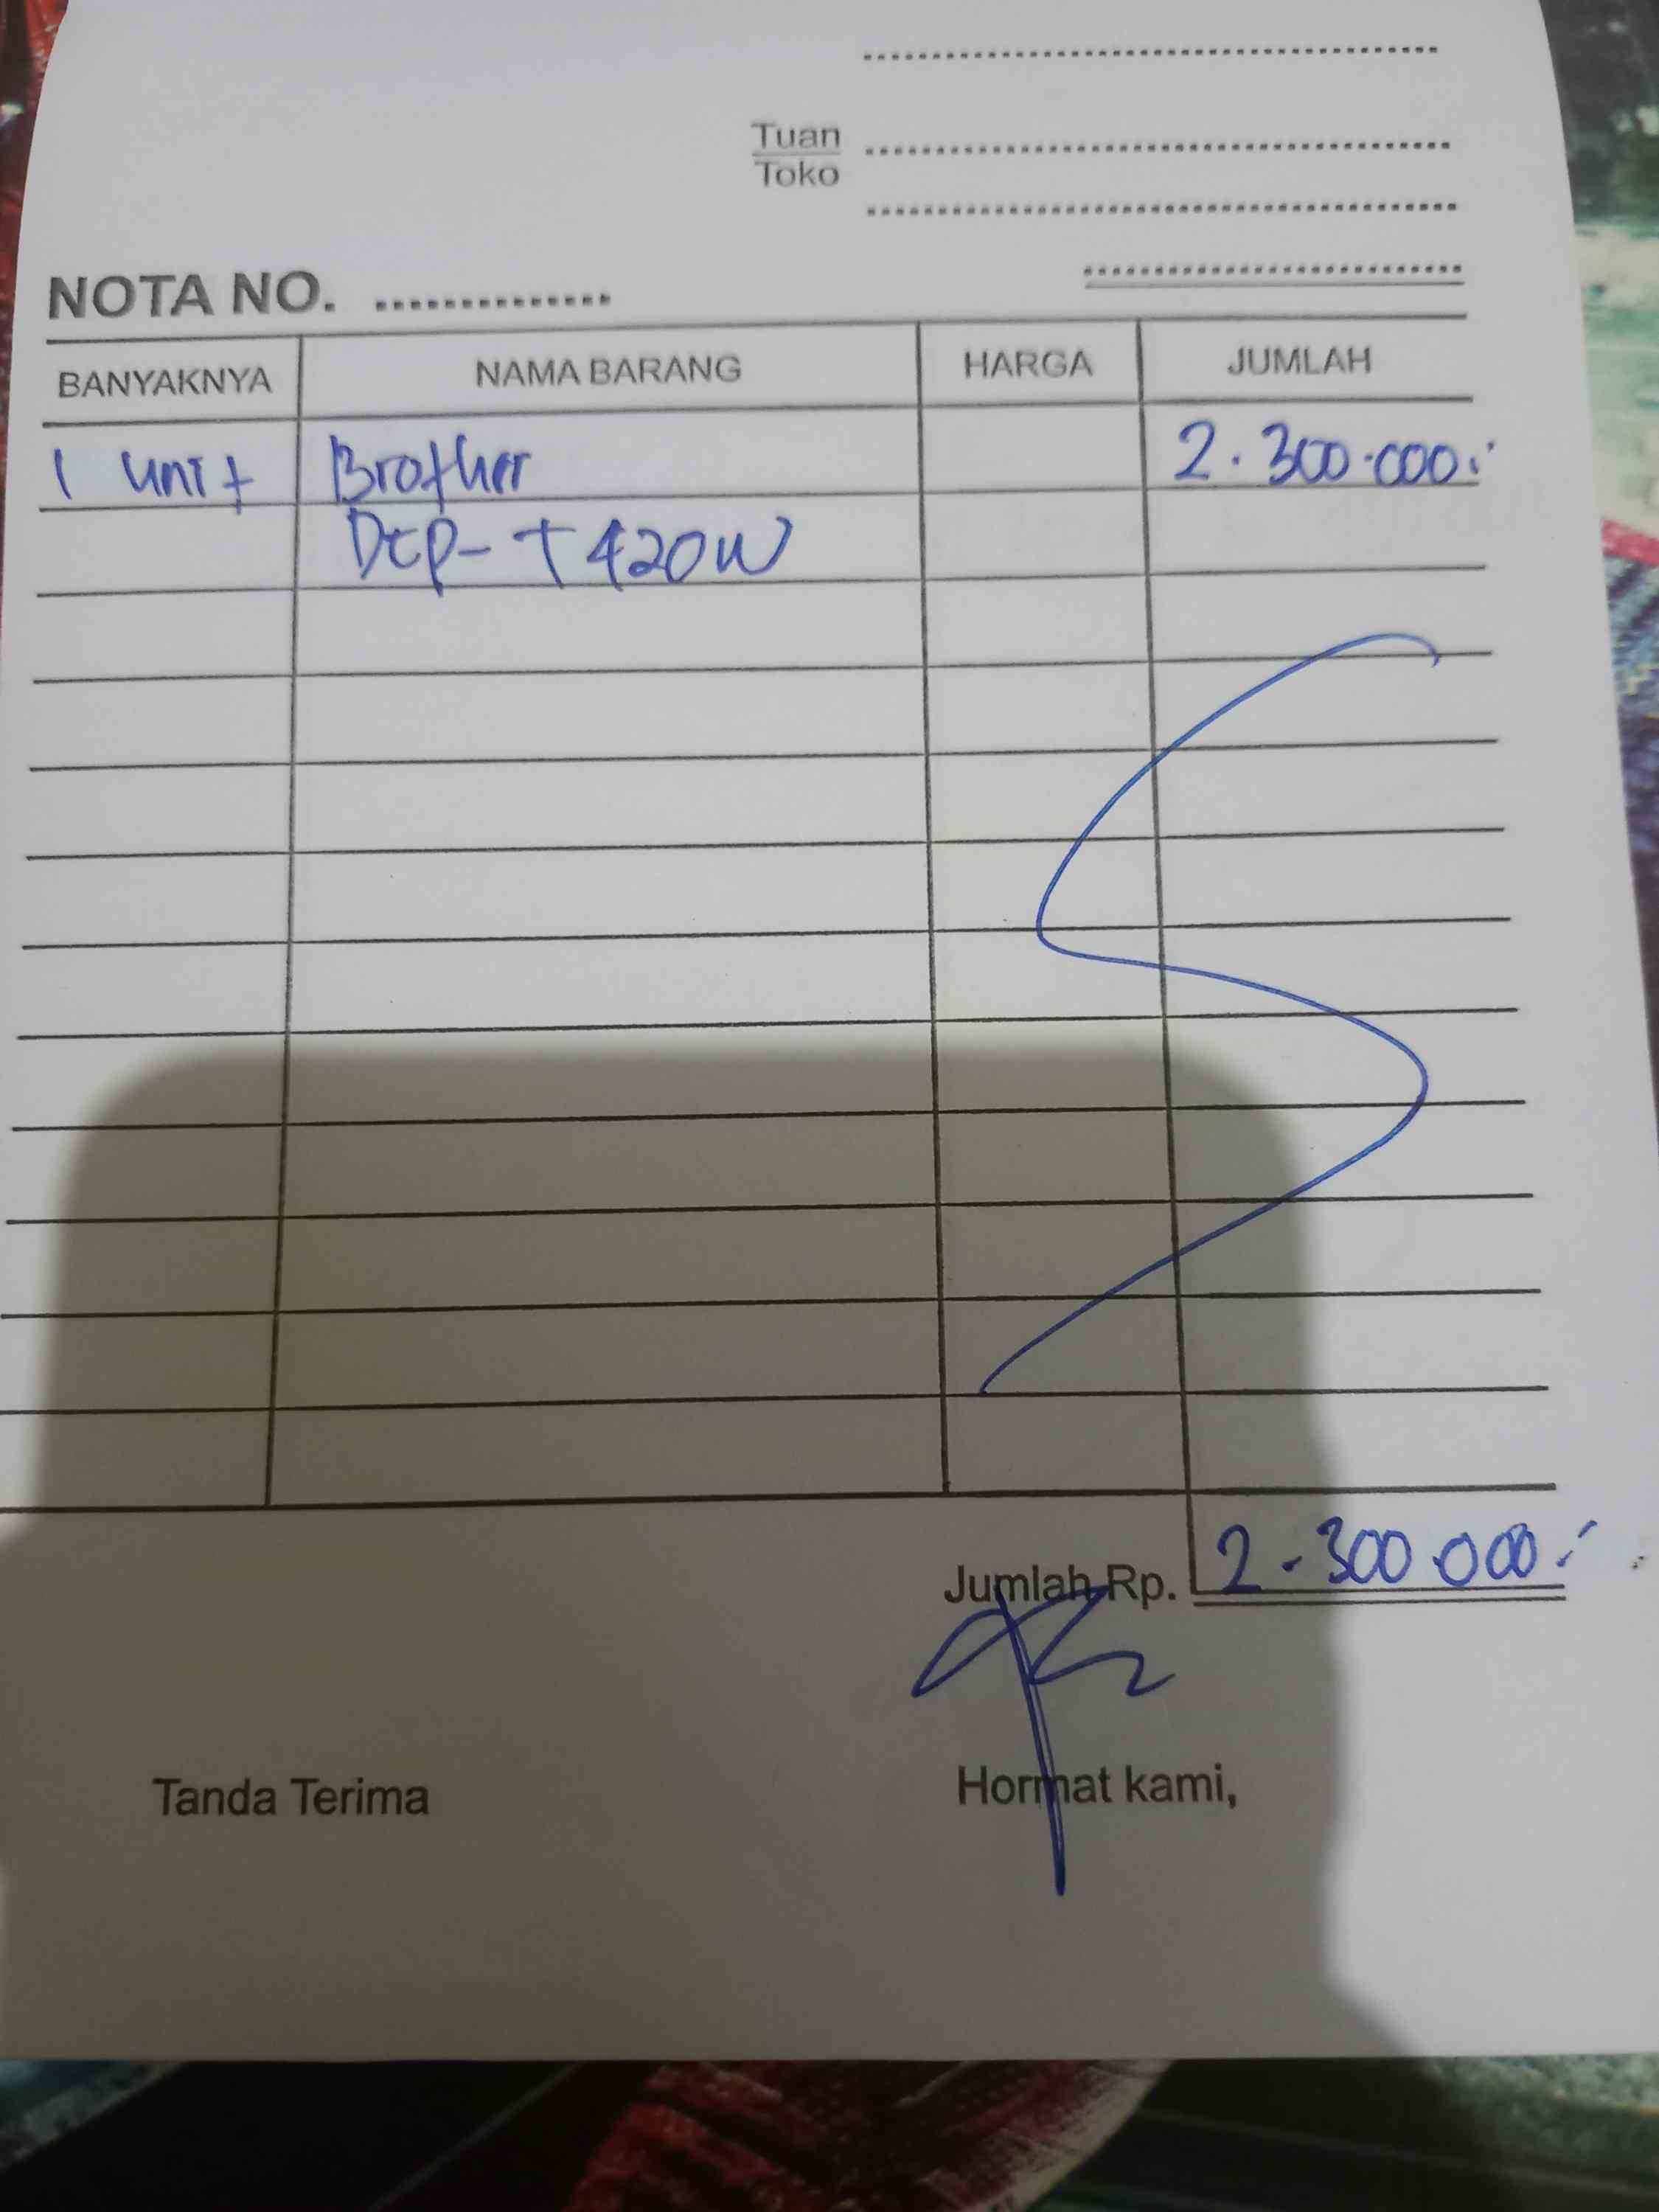 Tuan
Toko
NOTA NO. ..............
BANYAKNYA NAMA BARANG HARGA JUMLAH
1 unit Brother 2.300.000.-
Dcp-T420W
Jumlah Rp. 2.300.000.-
Tanda Terima Hormat kami,